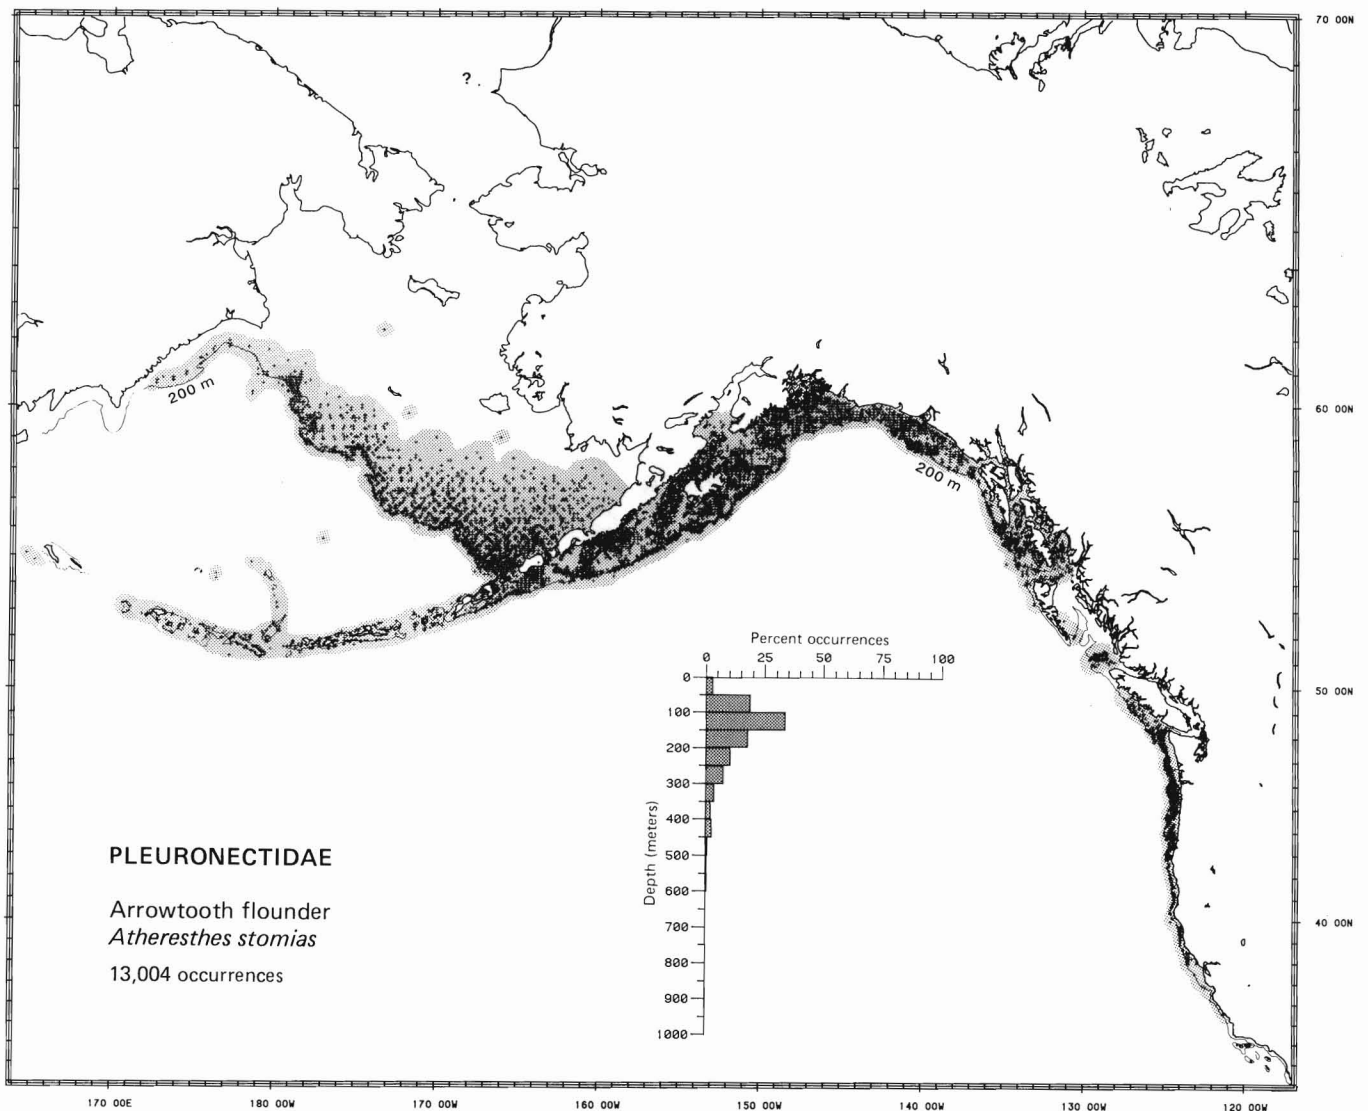 70 00N
?
200 m
60 00N
200 m
Percent occurrences
0 25 50 75 100
0
100
200
300
400
500
600
700
800
900
1000
Depth (meters)
50 00N
PLEURONECTIDAE
Arrowtooth flounder
Atheresthes stomias
13,004 occurrences
40 00N
170 00E 180 00W 170 00W 160 00W 150 00W 140 00W 130 00W 120 00W